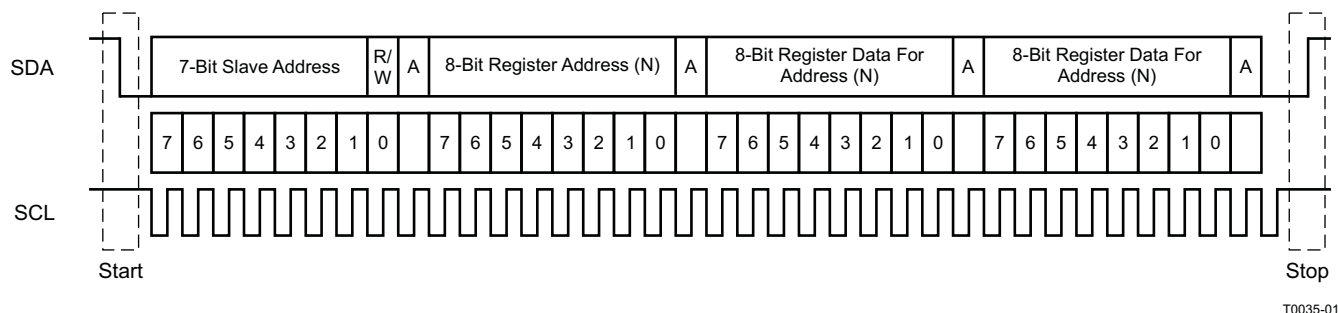 SDA
7-Bit Slave Address
R/
W
A
8-Bit Register Address (N)
A
8-Bit Register Data For
Address (N)
A
8-Bit Register Data For
Address (N)
A
7 6 5 4 3 2 1 0 7 6 5 4 3 2 1 0 7 6 5 4 3 2 1 0 7 6 5 4 3 2 1 0
SCL
Start
Stop
T0035-01